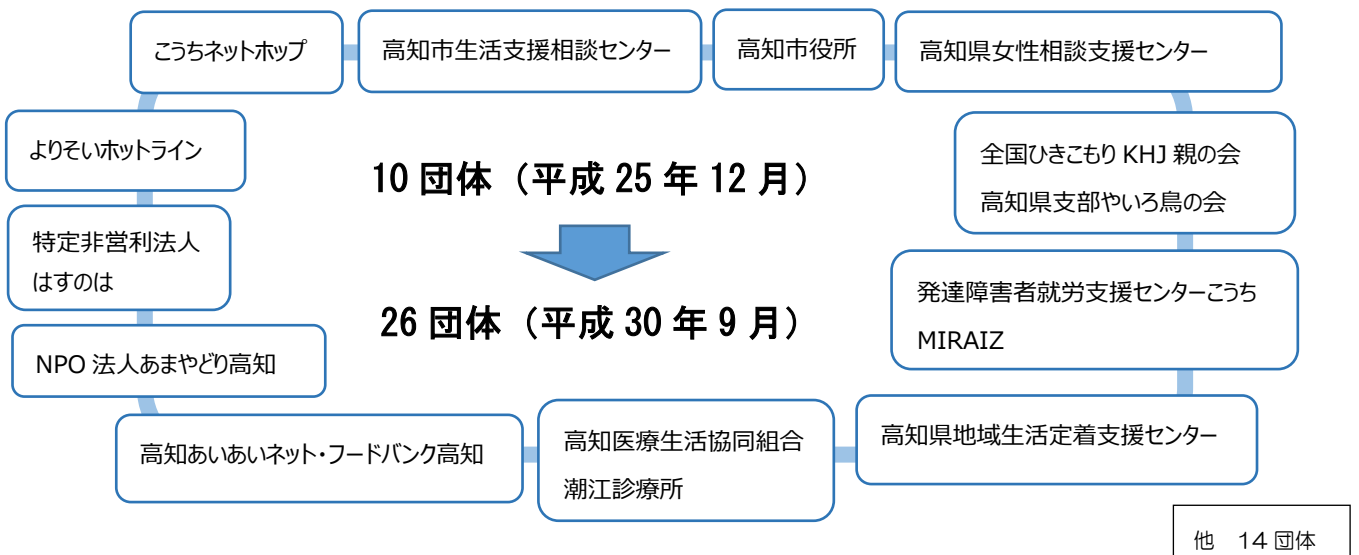 こうちネットホップ
高知市生活支援相談センター
高知市役所
高知県女性相談支援センター
よりそいホットライン
全国ひきこもり KHJ 親の会
高知県支部やいろ鳥の会
10 団体（平成 25 年 12 月）
特定非営利法人
はすのは
発達障害者就労支援センターこうち
MIRAIZ
26 団体（平成 30 年 9 月）
NPO 法人あまやどり高知
高知あいあいネット・フードバンク高知
高知医療生活協同組合
潮江診療所
高知県地域生活定着支援センター
他　14 団体